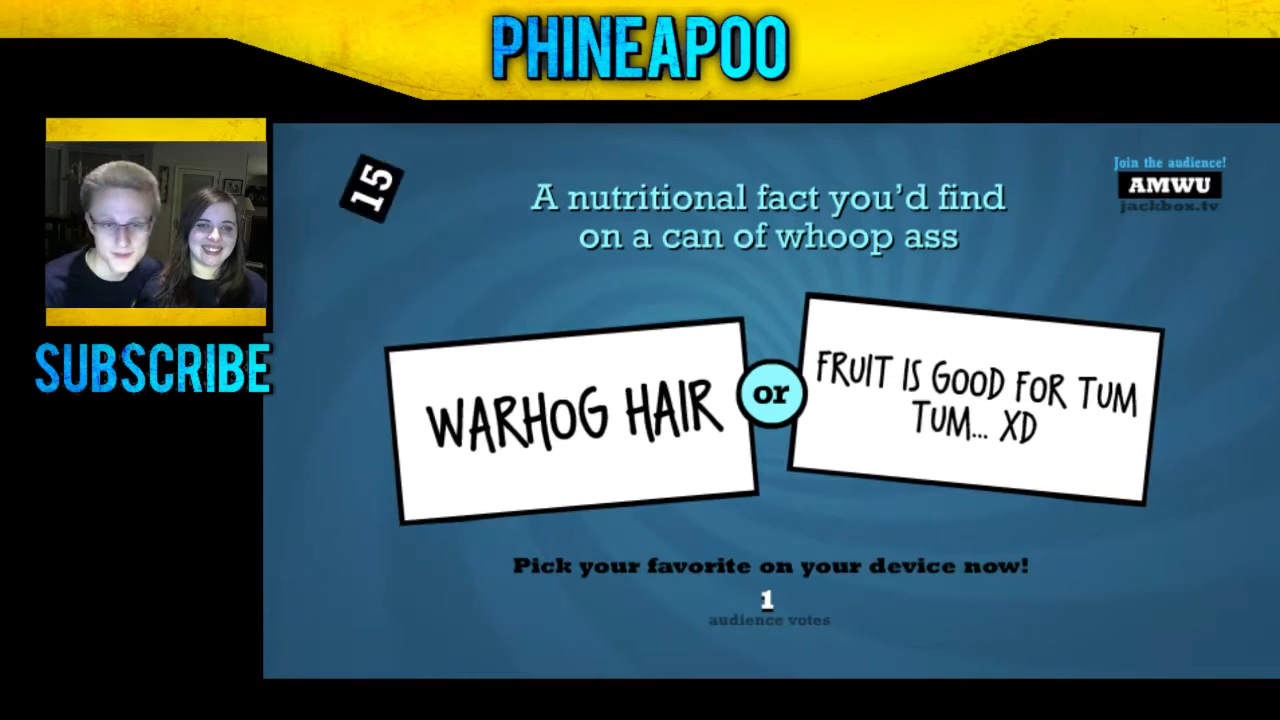 PHINEAPOO
SUBSCRIBE
15
Join the audience!
AMWU
jackbox.tv
A nutritional fact you'd find
on a can of whoop ass
WARHOG HAIR
or
FRUIT IS GOOD FOR TUM
TUM... XD
Pick your favorite on your device now!
1
audience votes